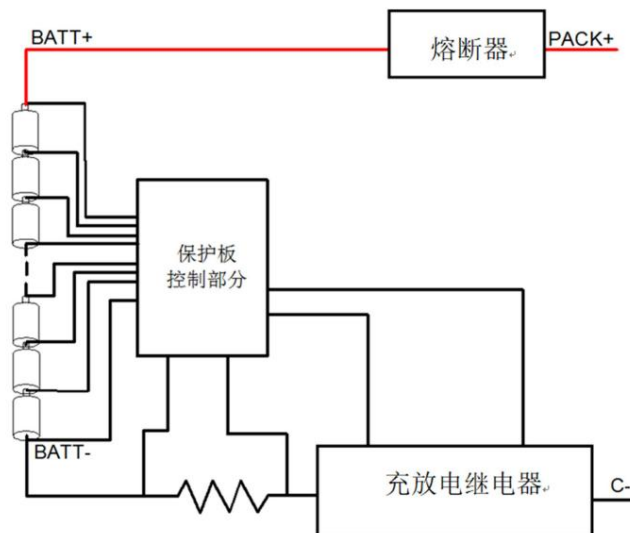 BATT+
熔断器
PACK+
保护板
控制部分
BATT-
充放电继电器
C-